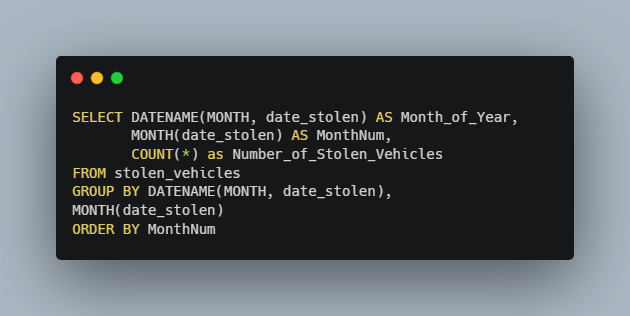 SELECT DATENAME(MONTH, date_stolen) AS Month_of_Year,
MONTH(date_stolen) AS MonthNum,
COUNT(*) as Number_of_Stolen_Vehicles
FROM stolen_vehicles
GROUP BY DATENAME(MONTH, date_stolen),
MONTH(date_stolen)
ORDER BY MonthNum